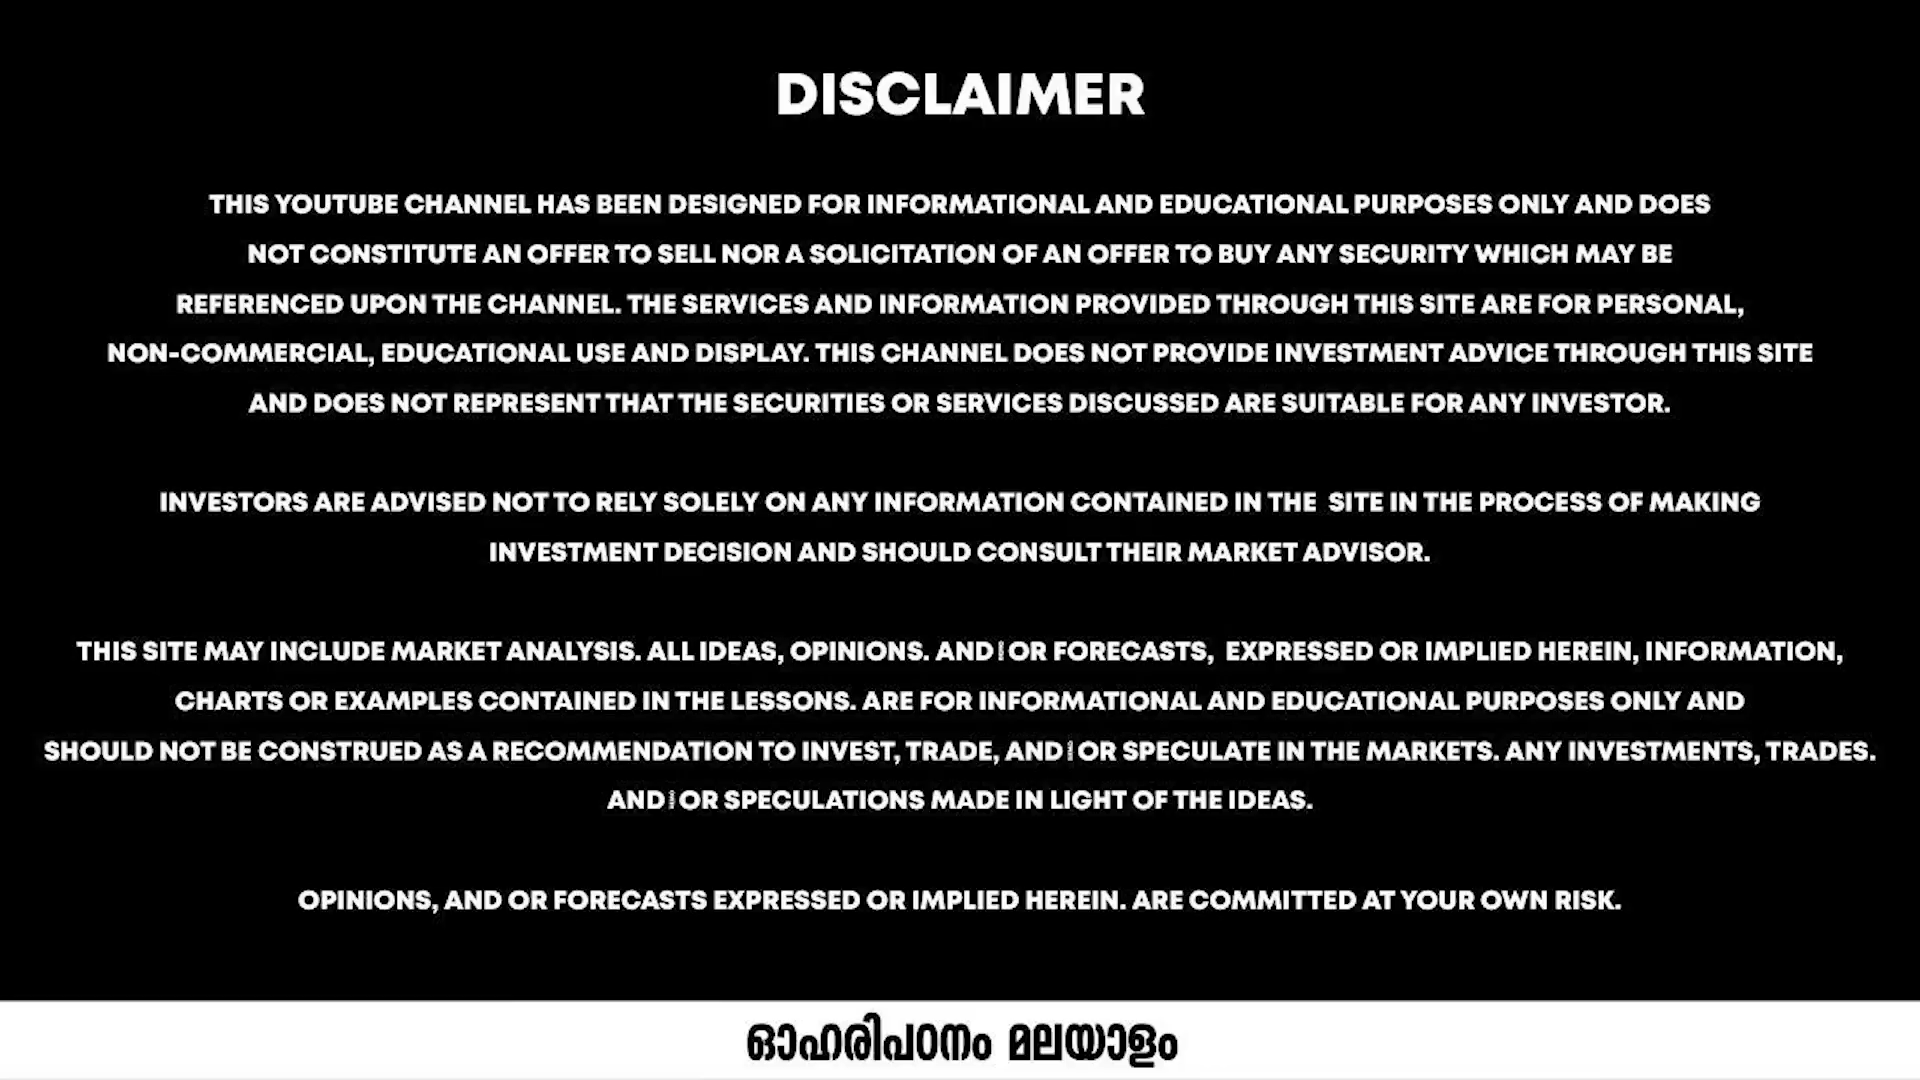 DISCLAIMER
THIS YOUTUBE CHANNEL HAS BEEN DESIGNED FOR INFORMATIONAL AND EDUCATIONAL PURPOSES ONLY AND DOES
NOT CONSTITUTE AN OFFER TO SELL NOR A SOLICITATION OF AN OFFER TO BUY ANY SECURITY WHICH MAY BE
REFERENCED UPON THE CHANNEL. THE SERVICES AND INFORMATION PROVIDED THROUGH THIS SITE ARE FOR PERSONAL,
NON-COMMERCIAL, EDUCATIONAL USE AND DISPLAY. THIS CHANNEL DOES NOT PROVIDE INVESTMENT ADVICE THROUGH THIS SITE
AND DOES NOT REPRESENT THAT THE SECURITIES OR SERVICES DISCUSSED ARE SUITABLE FOR ANY INVESTOR.
INVESTORS ARE ADVISED NOT TO RELY SOLELY ON ANY INFORMATION CONTAINED IN THE SITE IN THE PROCESS OF MAKING
INVESTMENT DECISION AND SHOULD CONSULT THEIR MARKET ADVISOR.
THIS SITE MAY INCLUDE MARKET ANALYSIS. ALL IDEAS, OPINIONS. AND OR FORECASTS, EXPRESSED OR IMPLIED HEREIN, INFORMATION,
CHARTS OR EXAMPLES CONTAINED IN THE LESSONS. ARE FOR INFORMATIONAL AND EDUCATIONAL PURPOSES ONLY AND
SHOULD NOT BE CONSTRUED AS A RECOMMENDATION TO INVEST, TRADE, AND OR SPECULATE IN THE MARKETS. ANY INVESTMENTS, TRADES.
AND OR SPECULATIONS MADE IN LIGHT OF THE IDEAS.
OPINIONS, AND OR FORECASTS EXPRESSED OR IMPLIED HEREIN. ARE COMMITTED AT YOUR OWN RISK.
ഓഹരിപഠനം മലയാളം